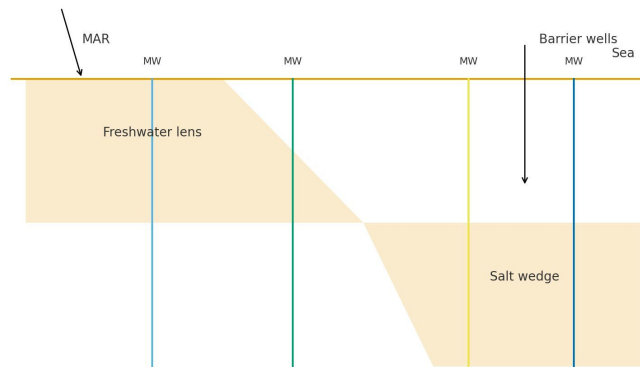 MAR
Barrier wells
Sea
MW
MW
MW
MW
Freshwater lens
Salt wedge